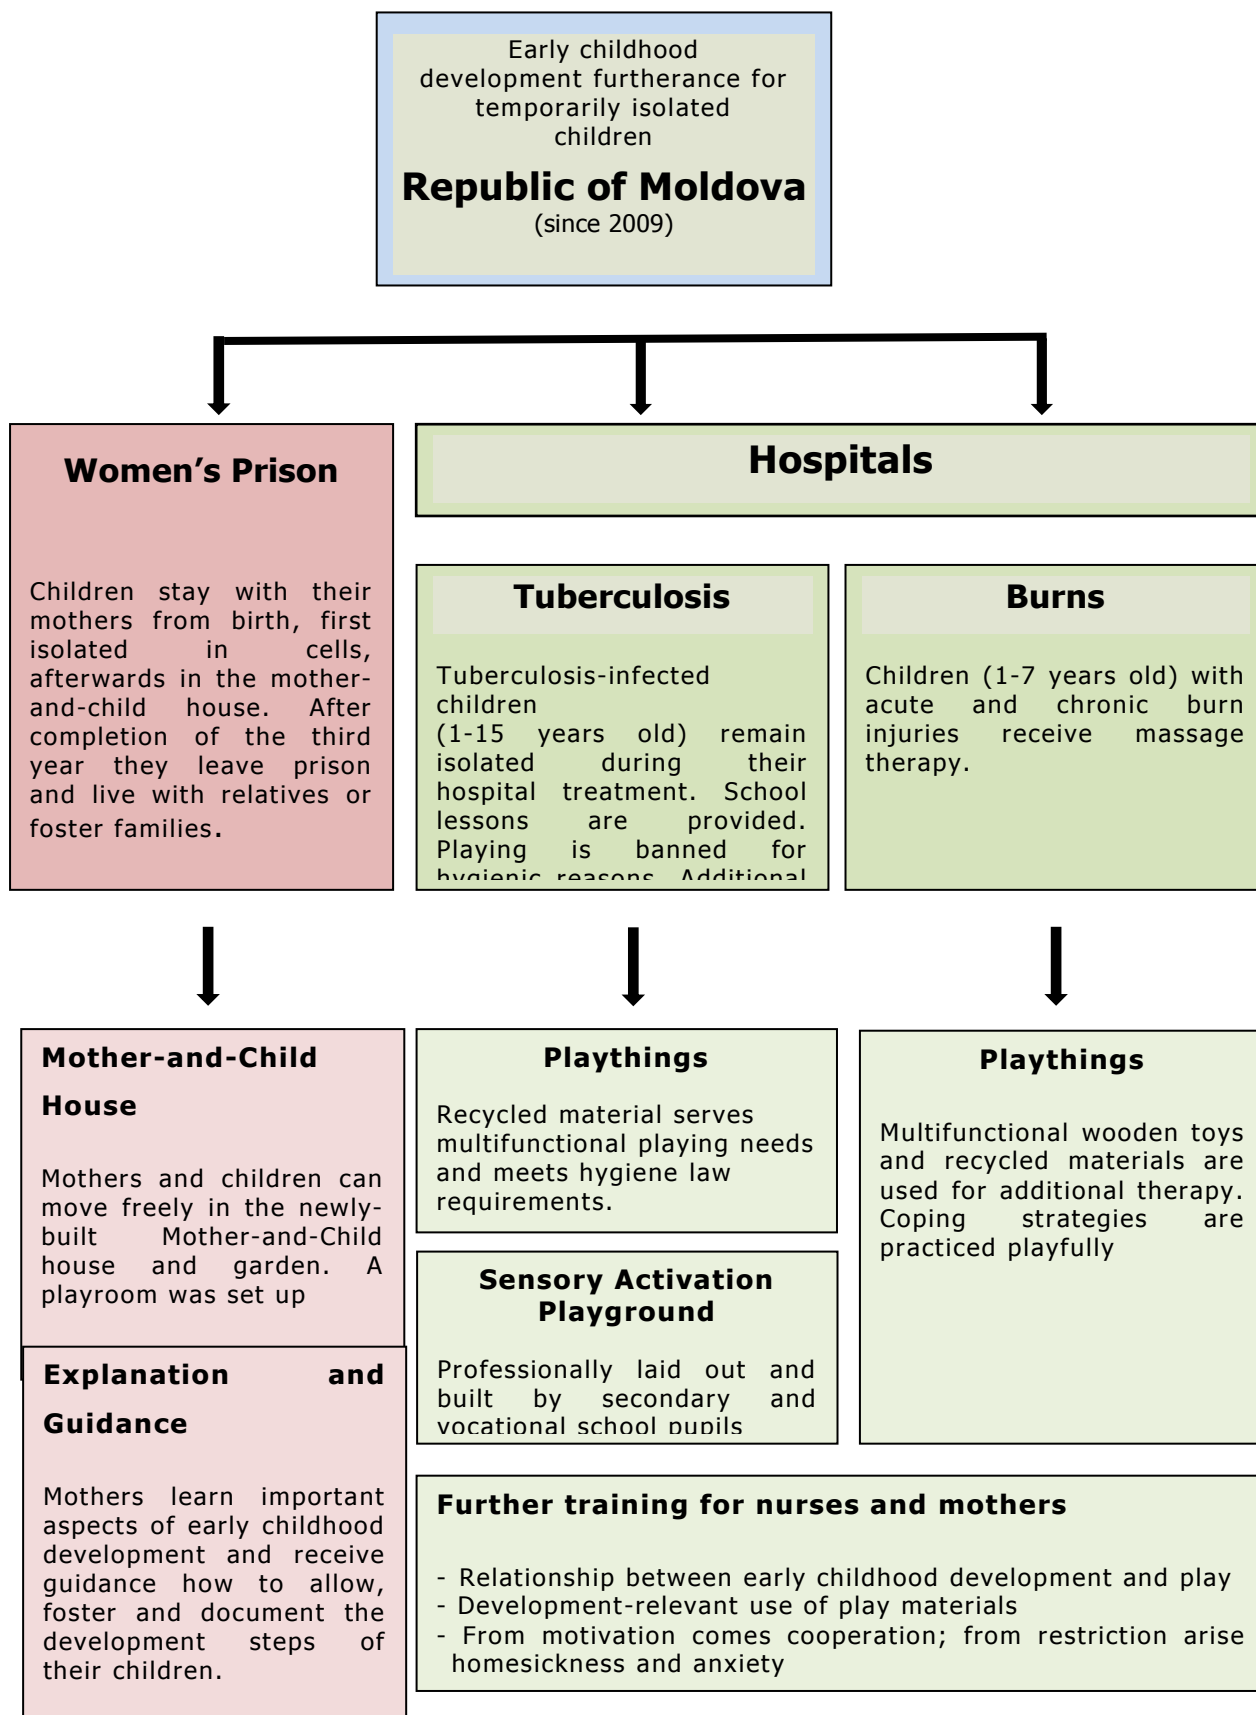 Early childhood
development furtherance for
temporarily isolated
children
Republic of Moldova
(since 2009)
Women's Prison
Children stay with their
mothers from birth, first
isolated in cells,
afterwards in the mother-
and-child house. After
completion of the third
year they leave prison
and live with relatives or
foster families.
Hospitals
Tuberculosis
Tuberculosis-infected
children
(1-15 years old) remain
isolated during their
hospital treatment. School
lessons are provided.
Playing is banned for
hygienic reasons. Additional
Burns
Children (1-7 years old) with
acute and chronic burn
injuries receive massage
therapy.
Mother-and-Child
House
Mothers and children can
move freely in the newly-
built Mother-and-Child
house and garden. A
playroom was set up
Explanation and
Guidance
Mothers learn important
aspects of early childhood
development and receive
guidance how to allow,
foster and document the
development steps of
their children.
Playthings
Recycled material serves
multifunctional playing needs
and meets hygiene law
requirements.
Sensory Activation
Playground
Professionally laid out and
built by secondary and
vocational school pupils
Playthings
Multifunctional wooden toys
and recycled materials are
used for additional therapy.
Coping strategies are
practiced playfully
Further training for nurses and mothers
- Relationship between early childhood development and play
- Development-relevant use of play materials
- From motivation comes cooperation; from restriction arise
homesickness and anxiety